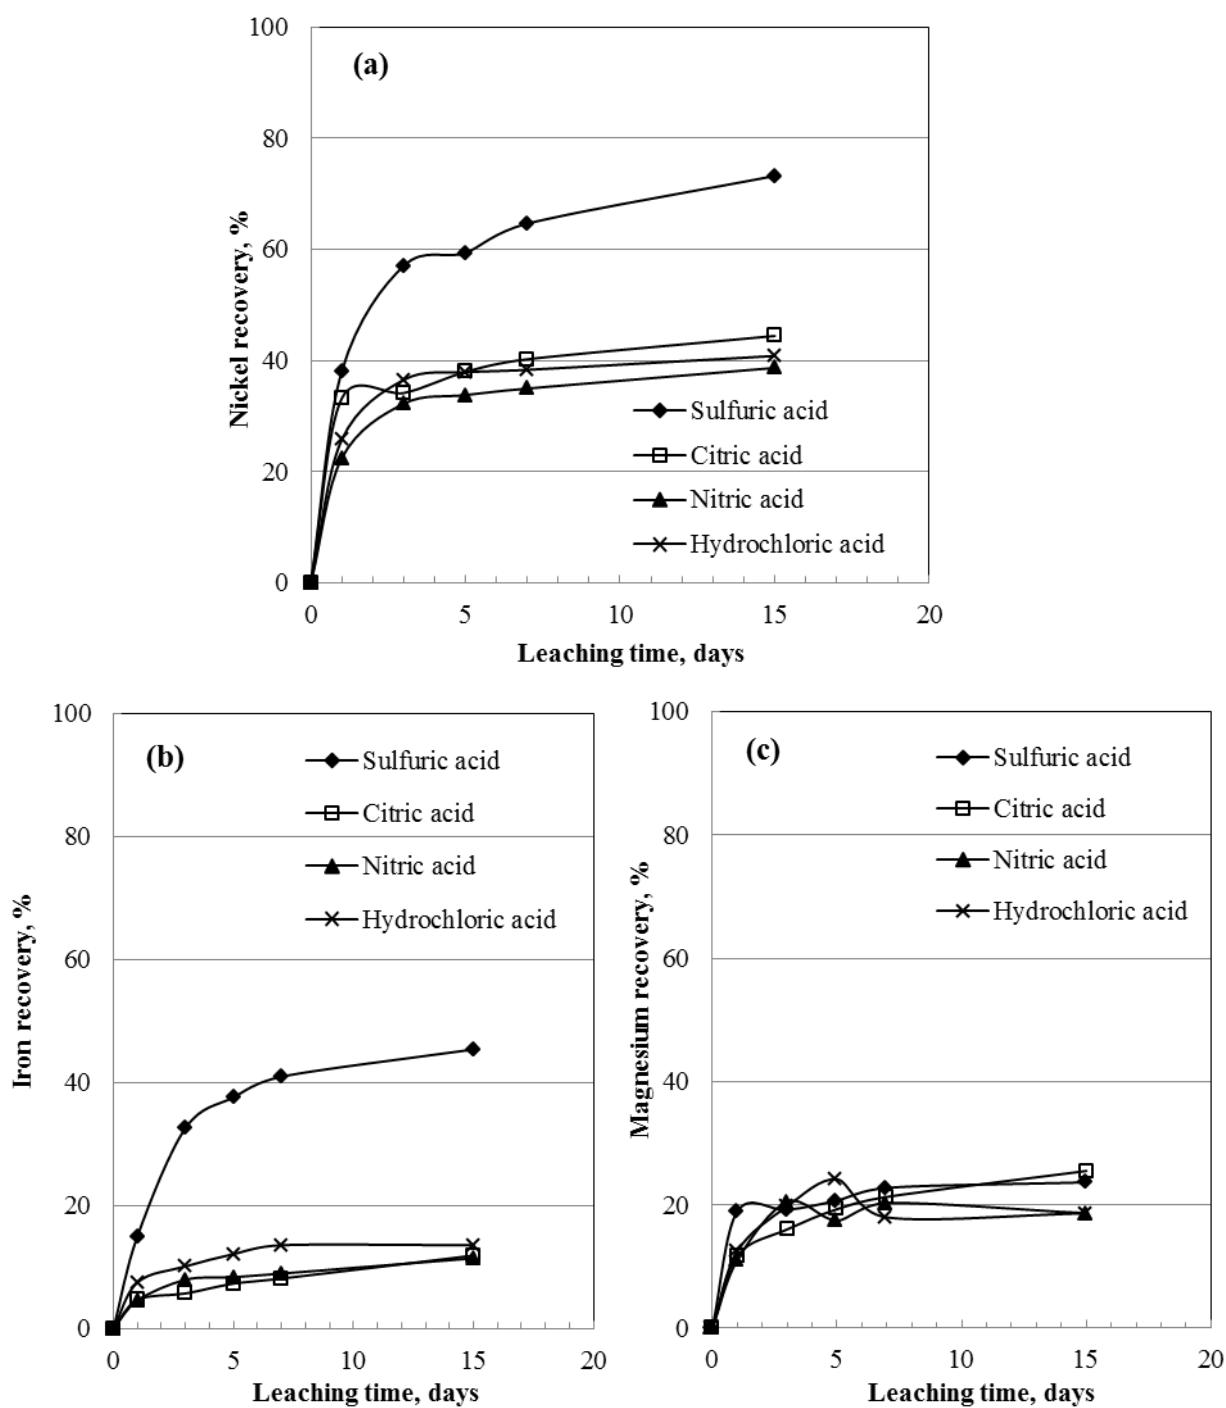 100
(a)
80
60
40
20
0
Nickel recovery, %
Sulfuric acid
Citric acid
Nitric acid
Hydrochloric acid
0 5 10 15 20
Leaching time, days
100
(b)
80
60
40
20
0
Iron recovery, %
Sulfuric acid
Citric acid
Nitric acid
Hydrochloric acid
0 5 10 15 20
Leaching time, days
100
(c)
80
60
40
20
0
Magnesium recovery, %
Sulfuric acid
Citric acid
Nitric acid
Hydrochloric acid
0 5 10 15 20
Leaching time, days